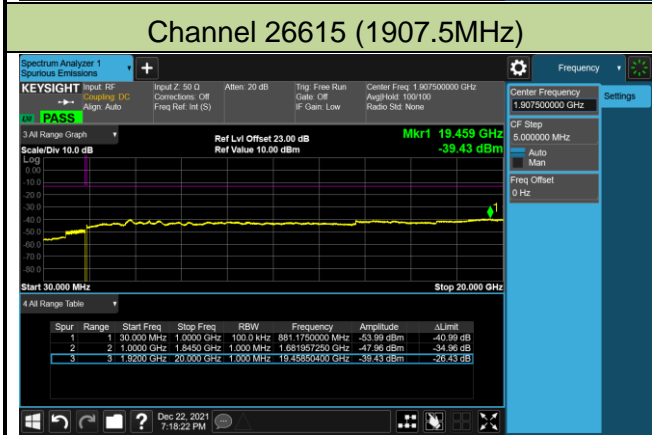 Channel 26615 (1907.5MHz)
Spectrum Analyzer 1
Spurious Emissions
Frequency
KEYSIGHT Input: RF Input Z: 50 Ω Atten: 20 dB Trig: Free Run Center Freq: 1.907500000 GHz
Coupling: DC Corrections: Off Gate: Off Avg|Hold: 100/100
Align: Auto Freq Ref: Int (S) IF Gain: Low Radio Std: None
PASS
Center Frequency
1.907500000 GHz
Settings
CF Step
5.000000 MHz
Auto
Man
Freq Offset
0 Hz
3 All Range Graph
Ref Lvl Offset 23.00 dB
Mkr1 19.459 GHz
Scale/Div 10.0 dB
Ref Value 10.00 dBm
-39.43 dBm
Log
0.00
-10.0
-20.0
-30.0
-40.0
-50.0
-60.0
-70.0
-80.0
1
Start 30.000 MHz
Stop 20.000 GHz
4 All Range Table
Spur Range Start Freq Stop Freq RBW Frequency Amplitude ΔLimit
1 1 30.000 MHz 1.0000 GHz 100.0 kHz 881.1750000 MHz -53.99 dBm -40.99 dB
2 2 1.0000 GHz 1.8450 GHz 1.000 MHz 1.681957250 GHz -47.96 dBm -34.96 dB
3 3 1.9200 GHz 20.000 GHz 1.000 MHz 19.45850400 GHz -39.43 dBm -26.43 dB
Dec 22, 2021
7:18:22 PM